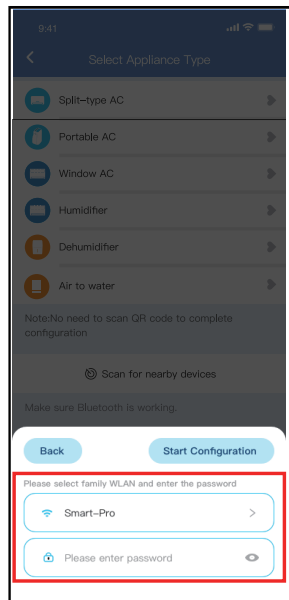 9:41
Select Appliance Type
Split-type AC
Portable AC
Window AC
Humidifier
Dehumidifier
Air to water
Note:No need to scan QR code to complete
configuration
Scan for nearby devices
Make sure Bluetooth is working.
Back Start Configuration
Please select family WLAN and enter the password
Smart-Pro
Please enter password